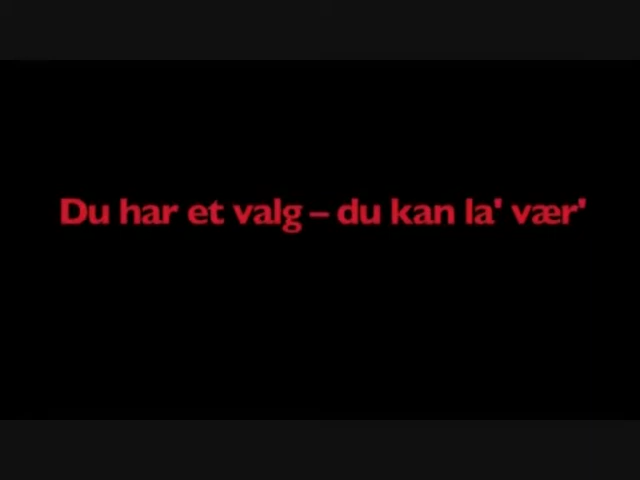 Du har et valg – du kan la' vær'